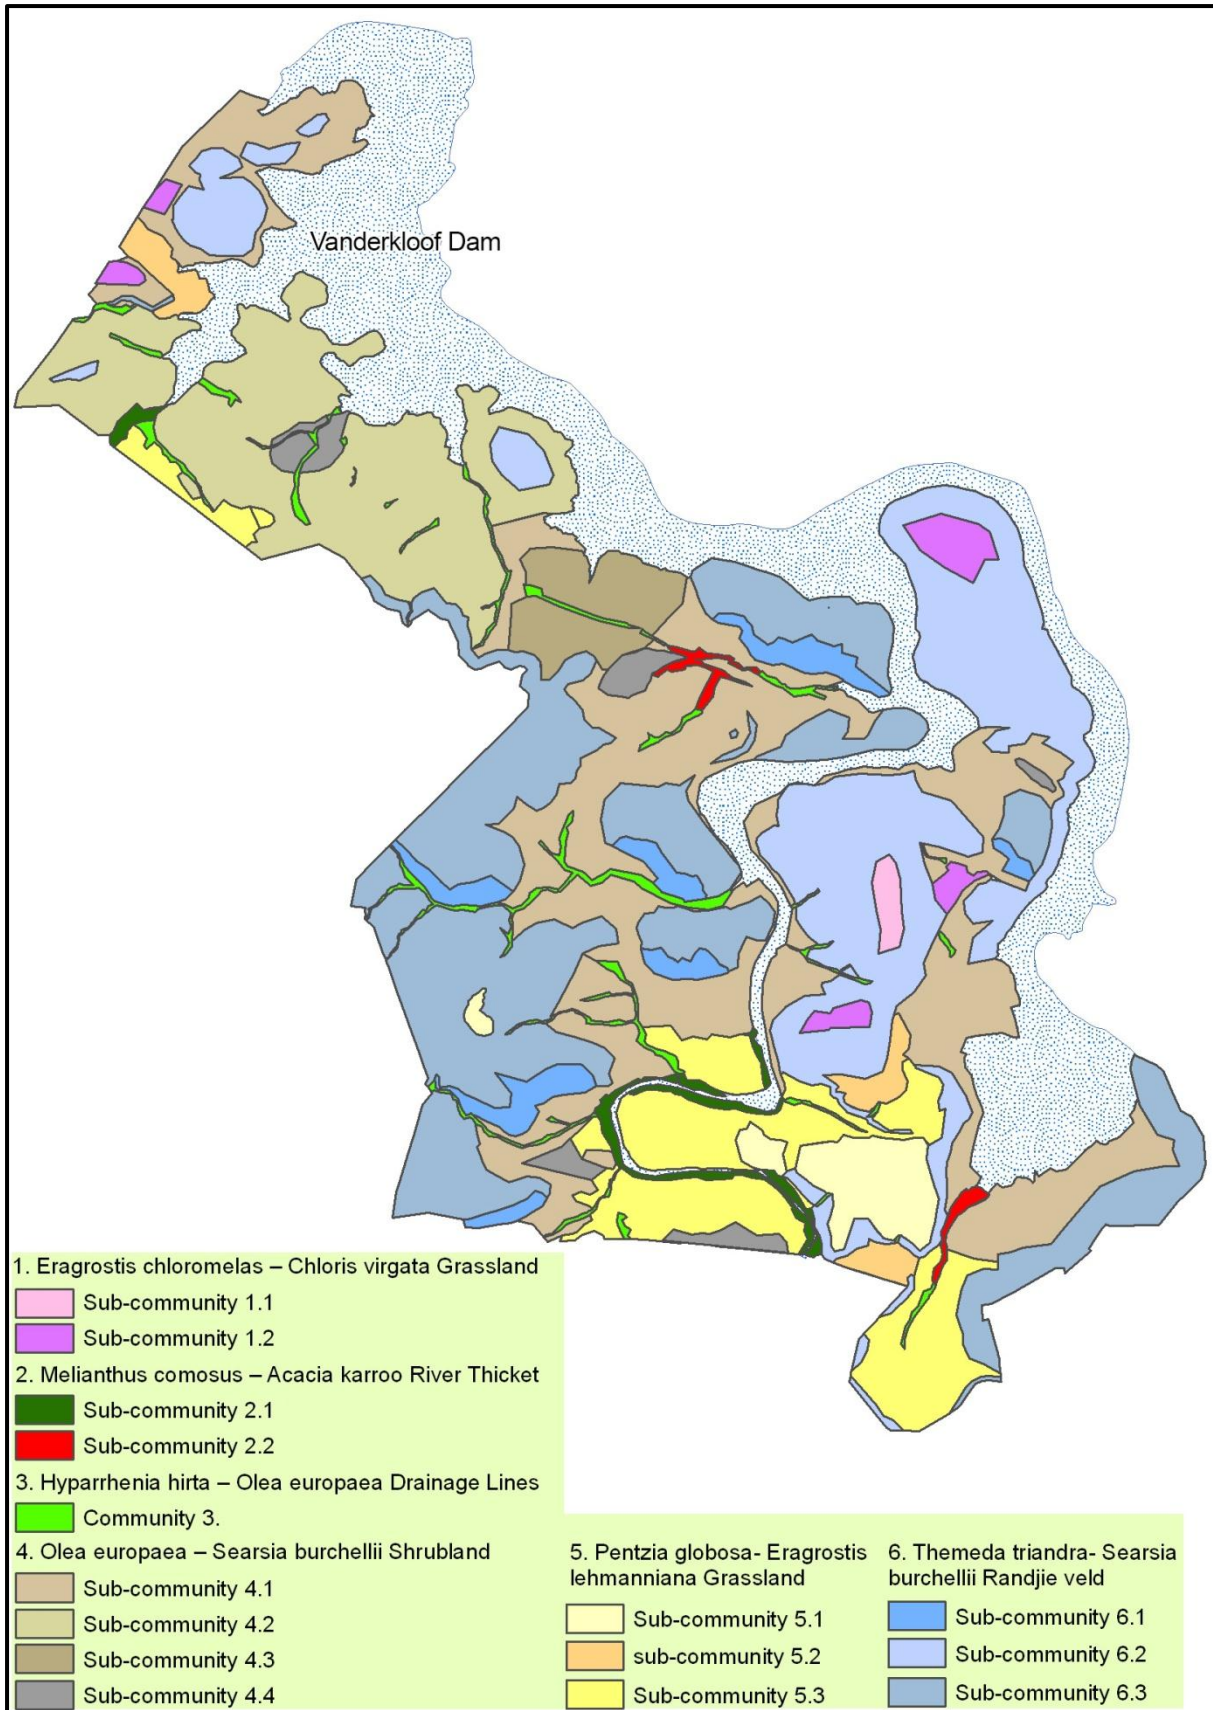 Vanderkloof Dam
1. Eragrostis chloromelas – Chloris virgata Grassland
Sub-community 1.1
Sub-community 1.2
2. Melianthus comosus – Acacia karroo River Thicket
Sub-community 2.1
Sub-community 2.2
3. Hyparrhenia hirta – Olea europaea Drainage Lines
Community 3.
4. Olea europaea – Searsia burchellii Shrubland
Sub-community 4.1
Sub-community 4.2
Sub-community 4.3
Sub-community 4.4
5. Pentzia globosa- Eragrostis
lehmanniana Grassland
Sub-community 5.1
sub-community 5.2
Sub-community 5.3
6. Themeda triandra- Searsia
burchellii Randjie veld
Sub-community 6.1
Sub-community 6.2
Sub-community 6.3